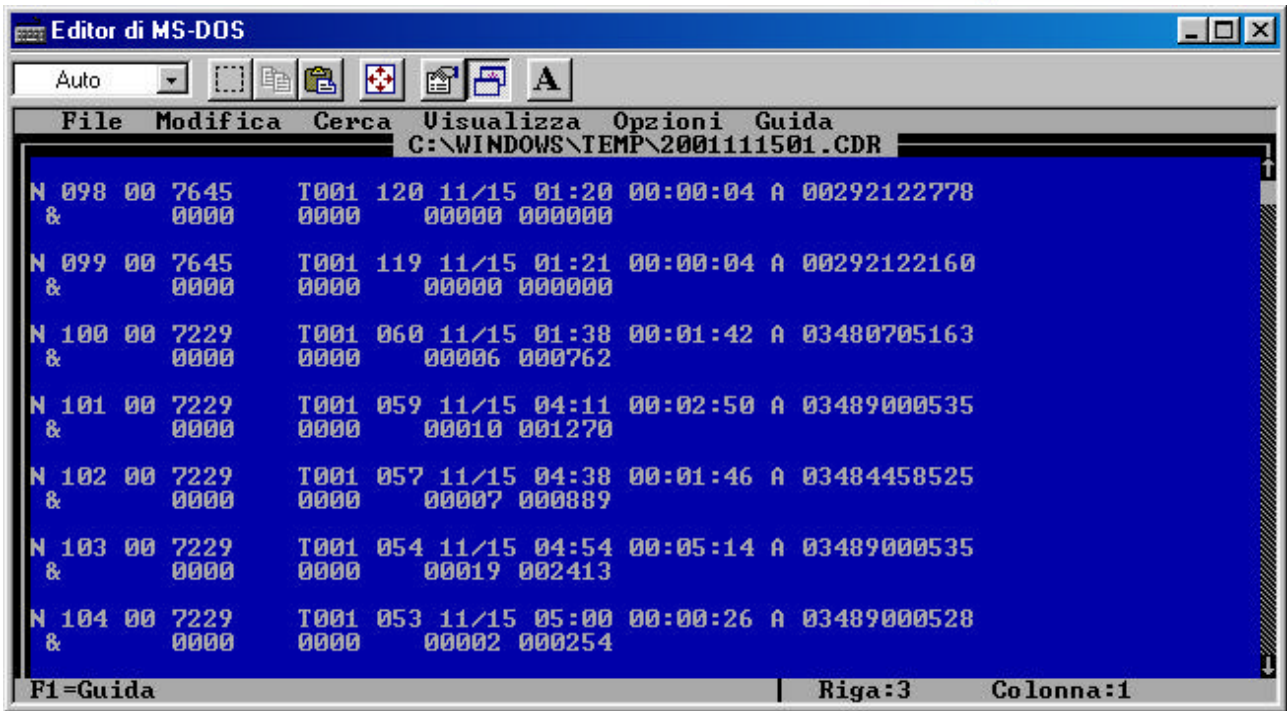 Editor di MS-DOS
Auto A
File Modifica Cerca Visualizza Opzioni Guida
C:\WINDOWS\TEMP\2001111501.CDR
N 098 00 7645 T001 120 11/15 01:20 00:00:04 A 00292122778
& 0000 0000 00000 000000
N 099 00 7645 T001 119 11/15 01:21 00:00:04 A 00292122160
& 0000 0000 00000 000000
N 100 00 7229 T001 060 11/15 01:38 00:01:42 A 03480705163
& 0000 0000 00006 000762
N 101 00 7229 T001 059 11/15 04:11 00:02:50 A 03489000535
& 0000 0000 00010 001270
N 102 00 7229 T001 057 11/15 04:38 00:01:46 A 03484458525
& 0000 0000 00007 000889
N 103 00 7229 T001 054 11/15 04:54 00:05:14 A 03489000535
& 0000 0000 00019 002413
N 104 00 7229 T001 053 11/15 05:00 00:00:26 A 03489000528
& 0000 0000 00002 000254
F1=Guida Riga:3 Colonna:1